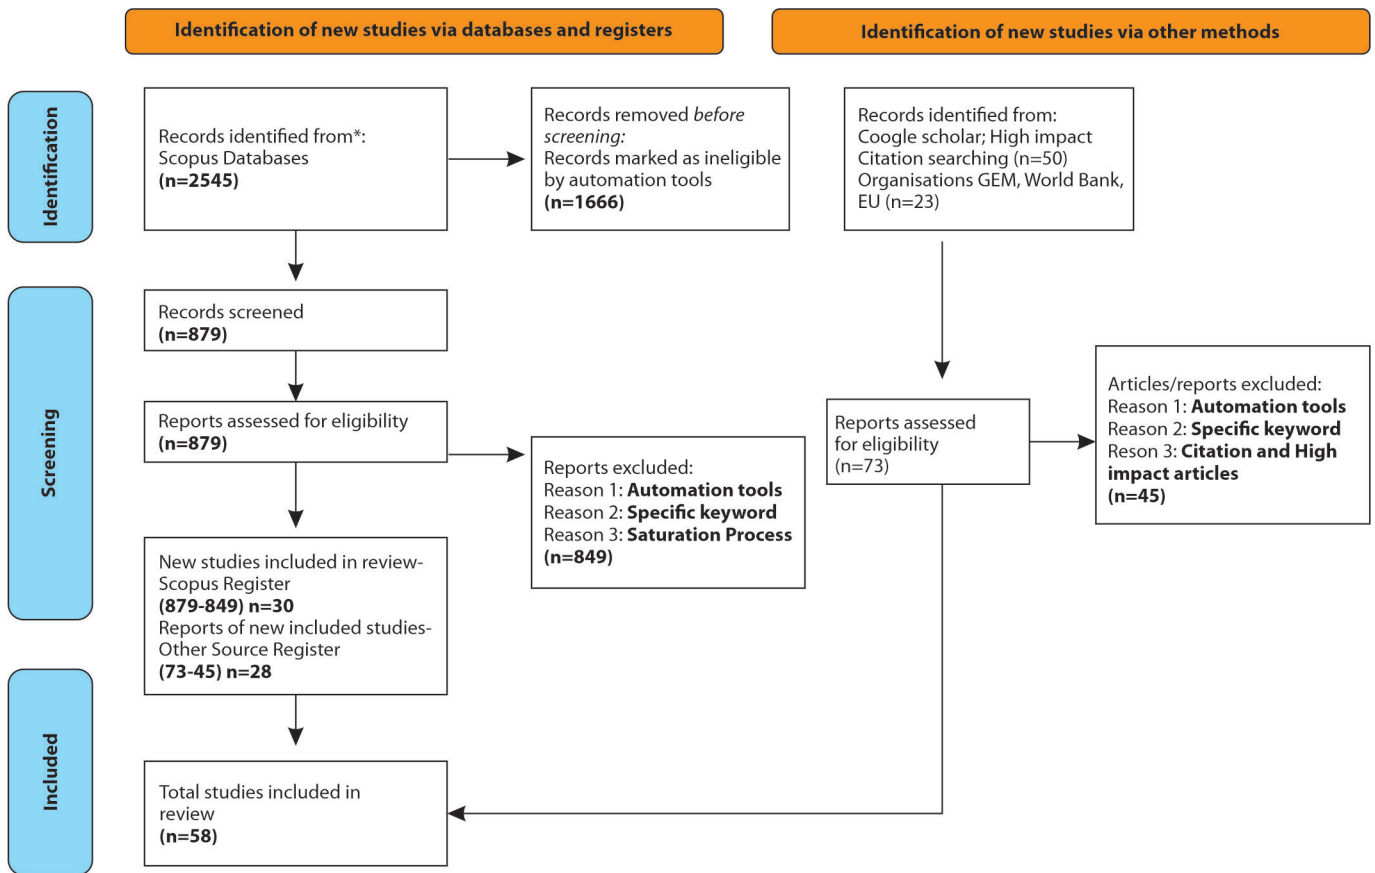 Identification of new studies via databases and registers
Identification of new studies via other methods
Identification
Records identified from*:
Scopus Databases
(n=2545)
Records removed before
screening:
Records marked as ineligible
by automation tools
(n=1666)
Records identified from:
Coogle scholar; High impact
Citation searching (n=50)
Organisations GEM, World Bank,
EU (n=23)
Screening
Records screened
(n=879)
Reports assessed for eligibility
(n=879)
Reports excluded:
Reason 1: Automation tools
Reason 2: Specific keyword
Reason 3: Saturation Process
(n=849)
Reports assessed
for eligibility
(n=73)
Articles/reports excluded:
Reason 1: Automation tools
Reason 2: Specific keyword
Reson 3: Citation and High
impact articles
(n=45)
New studies included in review-
Scopus Register
(879-849) n=30
Reports of new included studies-
Other Source Register
(73-45) n=28
Included
Total studies included in
review
(n=58)